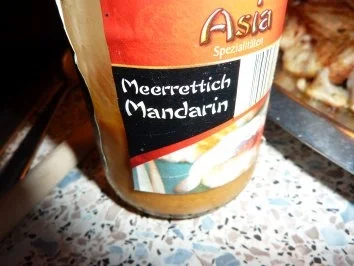 Asia
Spezialitäten
Meerrettich
Mandarin